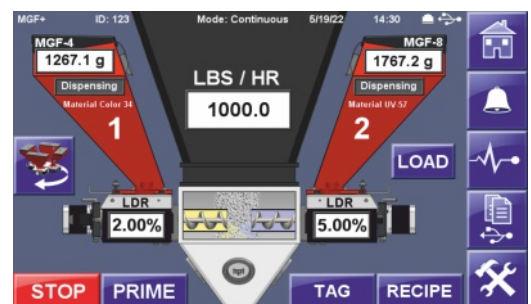 MGF+ ID: 123 Mode: Continuous 5/19/22 14:30
MGF-4
1267.1 g
Dispensing
Material Color 34
1
LBS / HR
1000.0
MGF-8
1767.2 g
Dispensing
Material UV 57
2
LOAD
LDR
2.00%
LDR
5.00%
hpl
STOP PRIME TAG RECIPE